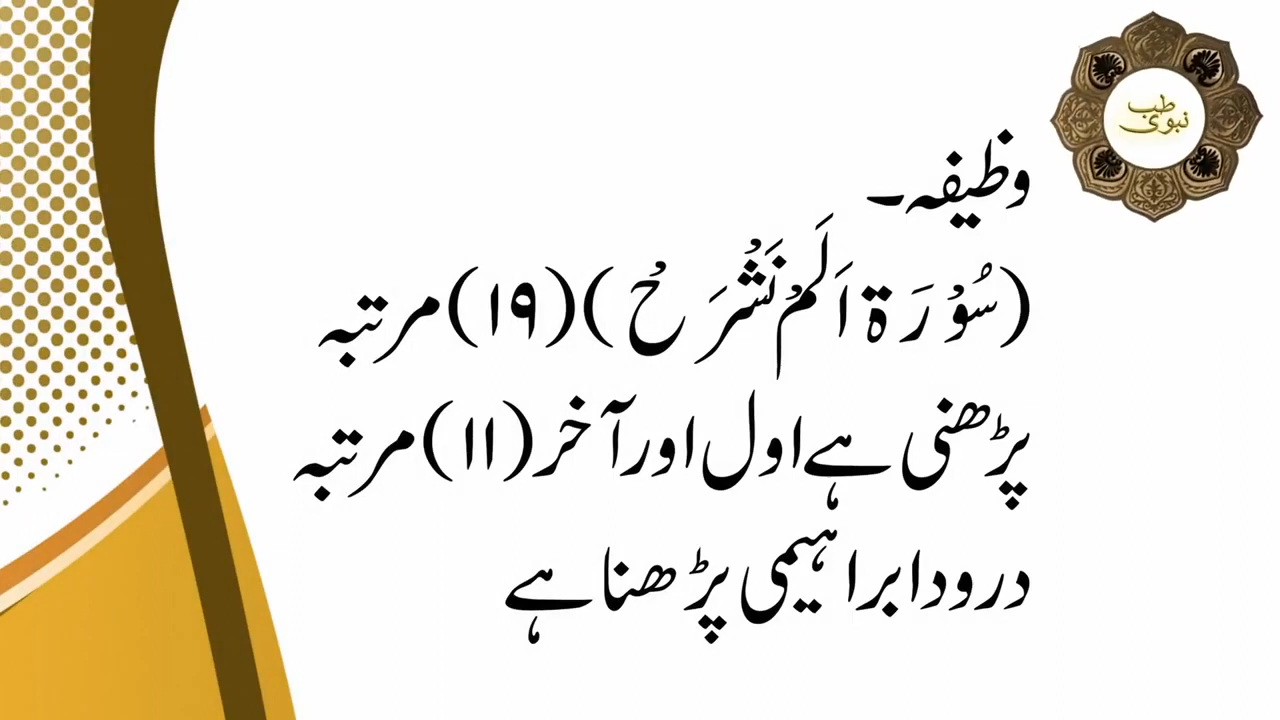 طب
نبوی
وظیفہ۔
(سُوْرَۃ اَلَمْ نَشْرَحْ)(۱۹) مرتبہ
پڑھنی ہے اول اور آخر (۱۱) مرتبہ
درود ابراہیمی پڑھنا ہے